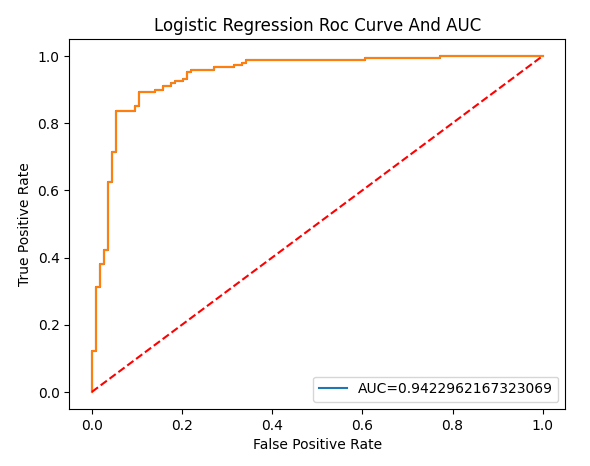 Logistic Regression Roc Curve And AUC
True Positive Rate
1.0
0.8
0.6
0.4
0.2
0.0
AUC=0.9422962167323069
0.0 0.2 0.4 0.6 0.8 1.0
False Positive Rate